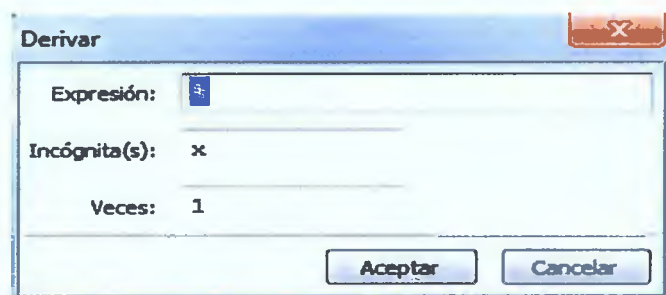 Derivar
Expresión: %
Incógnita(s): x
Veces: 1
Aceptar Cancelar